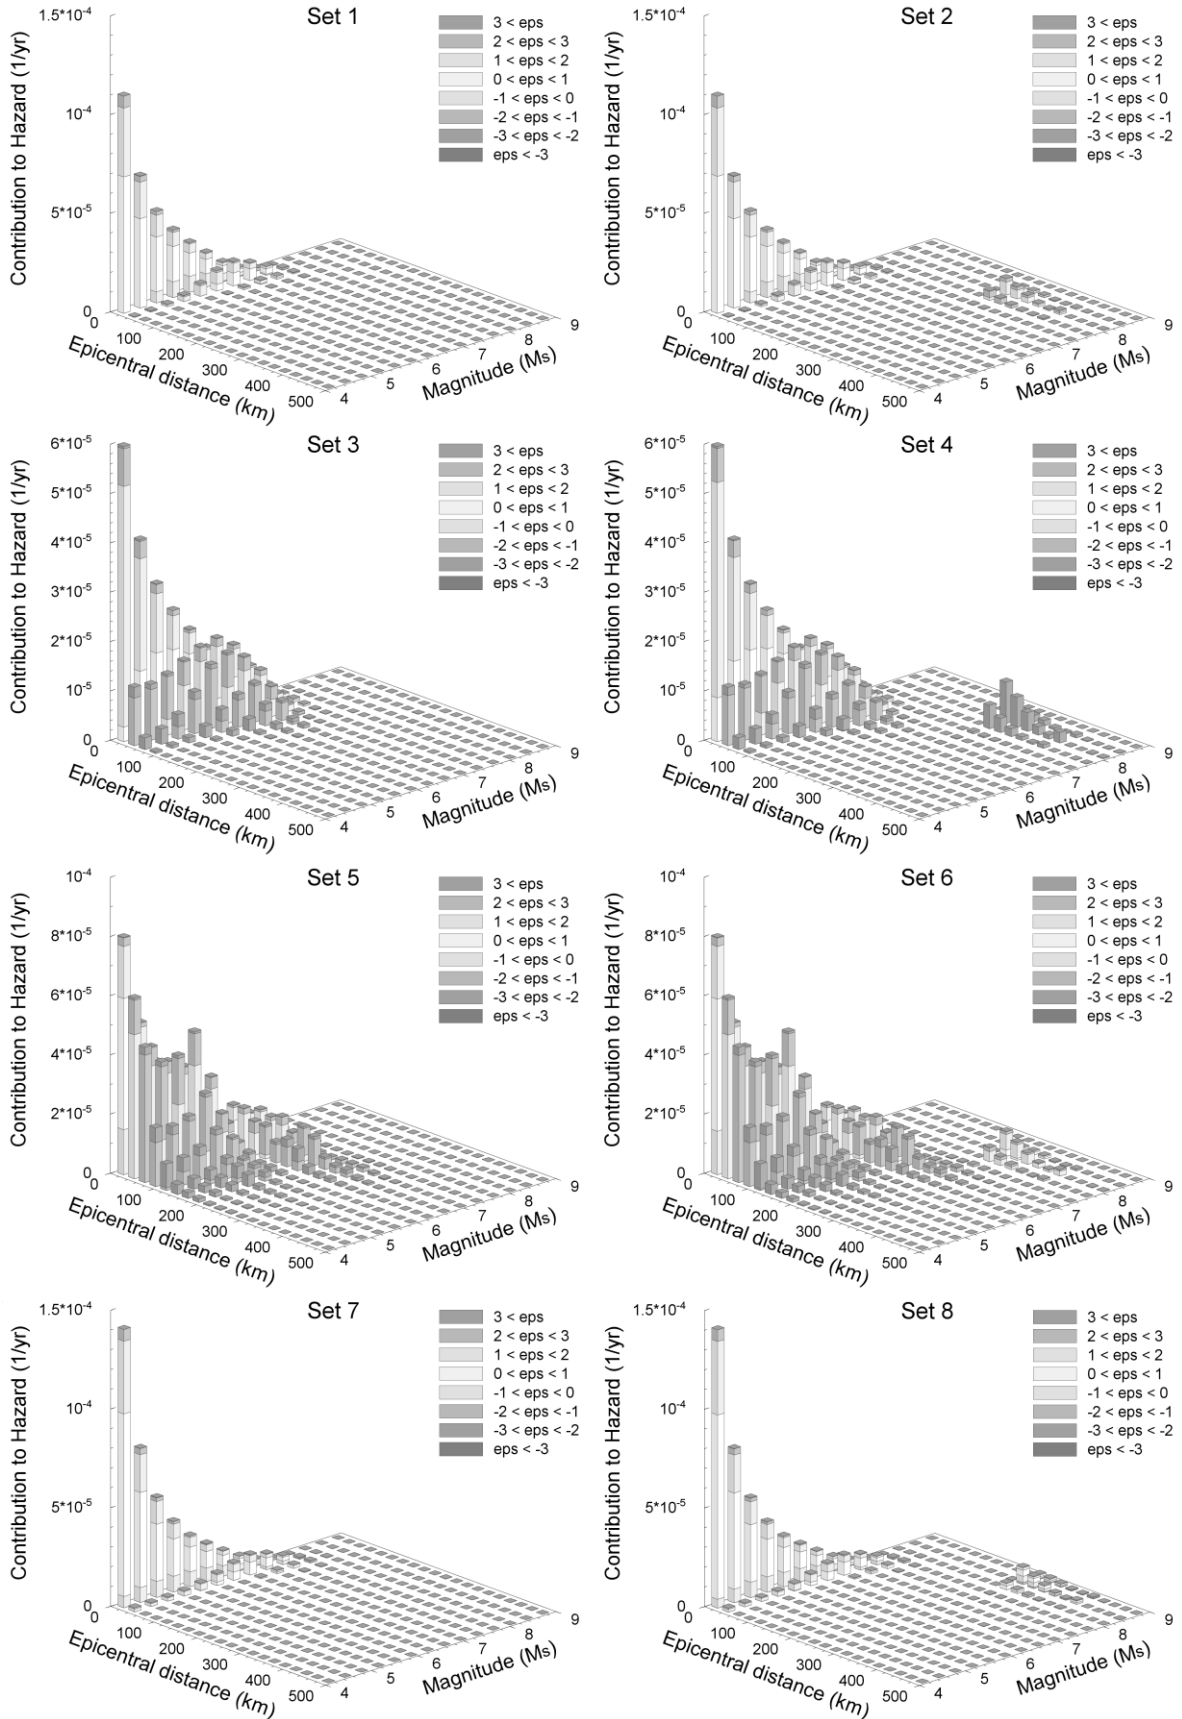 Set 1
Contribution to Hazard (1/yr)
1.5*10-4
10-4
5*10-5
0
3 < eps
2 < eps < 3
1 < eps < 2
0 < eps < 1
-1 < eps < 0
-2 < eps < -1
-3 < eps < -2
eps < -3
0
100
200
300
400
500
Epicentral distance (km)
4
5
6
7
8
9
Magnitude (Ms)
Set 2
Contribution to Hazard (1/yr)
1.5*10-4
10-4
5*10-5
0
3 < eps
2 < eps < 3
1 < eps < 2
0 < eps < 1
-1 < eps < 0
-2 < eps < -1
-3 < eps < -2
eps < -3
0
100
200
300
400
500
Epicentral distance (km)
4
5
6
7
8
9
Magnitude (Ms)
Set 3
Contribution to Hazard (1/yr)
6*10-5
5*10-5
4*10-5
3*10-5
2*10-5
10-5
0
3 < eps
2 < eps < 3
1 < eps < 2
0 < eps < 1
-1 < eps < 0
-2 < eps < -1
-3 < eps < -2
eps < -3
0
100
200
300
400
500
Epicentral distance (km)
4
5
6
7
8
9
Magnitude (Ms)
Set 4
Contribution to Hazard (1/yr)
6*10-5
5*10-5
4*10-5
3*10-5
2*10-5
10-5
0
3 < eps
2 < eps < 3
1 < eps < 2
0 < eps < 1
-1 < eps < 0
-2 < eps < -1
-3 < eps < -2
eps < -3
0
100
200
300
400
500
Epicentral distance (km)
4
5
6
7
8
9
Magnitude (Ms)
Set 5
Contribution to Hazard (1/yr)
10-4
8*10-5
6*10-5
4*10-5
2*10-5
0
3 < eps
2 < eps < 3
1 < eps < 2
0 < eps < 1
-1 < eps < 0
-2 < eps < -1
-3 < eps < -2
eps < -3
0
100
200
300
400
500
Epicentral distance (km)
4
5
6
7
8
9
Magnitude (Ms)
Set 6
Contribution to Hazard (1/yr)
10-4
8*10-5
6*10-5
4*10-5
2*10-5
0
3 < eps
2 < eps < 3
1 < eps < 2
0 < eps < 1
-1 < eps < 0
-2 < eps < -1
-3 < eps < -2
eps < -3
0
100
200
300
400
500
Epicentral distance (km)
4
5
6
7
8
9
Magnitude (Ms)
Set 7
Contribution to Hazard (1/yr)
1.5*10-4
10-4
5*10-5
0
3 < eps
2 < eps < 3
1 < eps < 2
0 < eps < 1
-1 < eps < 0
-2 < eps < -1
-3 < eps < -2
eps < -3
0
100
200
300
400
500
Epicentral distance (km)
4
5
6
7
8
9
Magnitude (Ms)
Set 8
Contribution to Hazard (1/yr)
1.5*10-4
10-4
5*10-5
0
3 < eps
2 < eps < 3
1 < eps < 2
0 < eps < 1
-1 < eps < 0
-2 < eps < -1
-3 < eps < -2
eps < -3
0
100
200
300
400
500
Epicentral distance (km)
4
5
6
7
8
9
Magnitude (Ms)